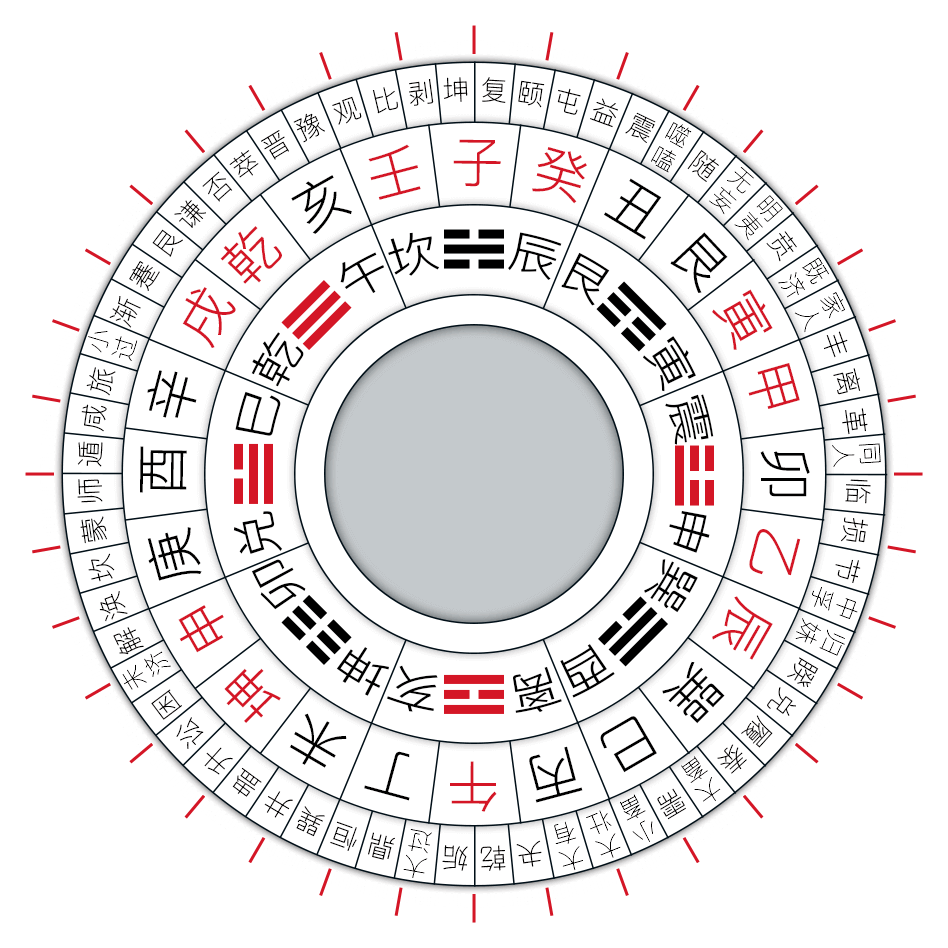 复
颐
屯
益
震
噬嗑
随
无妄
明夷
贲
既济
家人
丰
离
革
同人
临
损
节
中孚
归妹
睽
兑
履
泰
大畜
需
小畜
大壮
大有
夬
乾
姤
大过
鼎
恒
巽
井
蛊
升
讼
困
未济
解
涣
坎
蒙
师
遁
咸
旅
小过
渐
蹇
艮
谦
否
萃
晋
豫
观
比
剥
坤
子
癸
丑
艮
寅
甲
卯
乙
辰
巽
巳
丙
午
丁
未
坤
申
庚
酉
辛
戌
乾
亥
壬
坎
辰
艮
寅
震
申
巽
酉
离
亥
坤
卯
兑
巳
乾
午